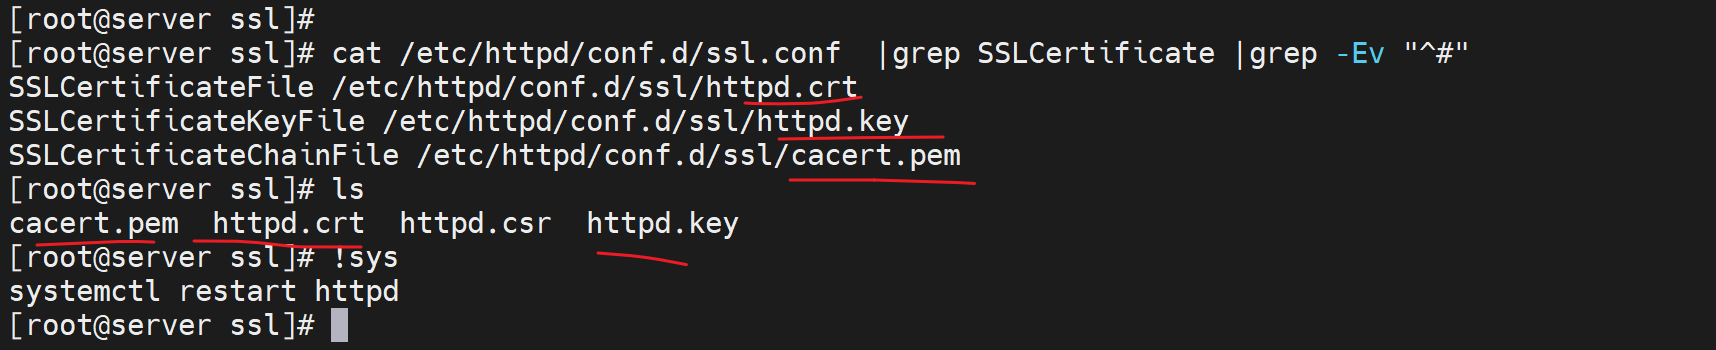 [root@server ssl]#
[root@server ssl]# cat /etc/httpd/conf.d/ssl.conf  |grep SSLCertificate |grep -Ev "^#"
SSLCertificateFile /etc/httpd/conf.d/ssl/httpd.crt
SSLCertificateKeyFile /etc/httpd/conf.d/ssl/httpd.key
SSLCertificateChainFile /etc/httpd/conf.d/ssl/cacert.pem
[root@server ssl]# ls
cacert.pem  httpd.crt  httpd.csr  httpd.key
[root@server ssl]# !sys
systemctl restart httpd
[root@server ssl]#